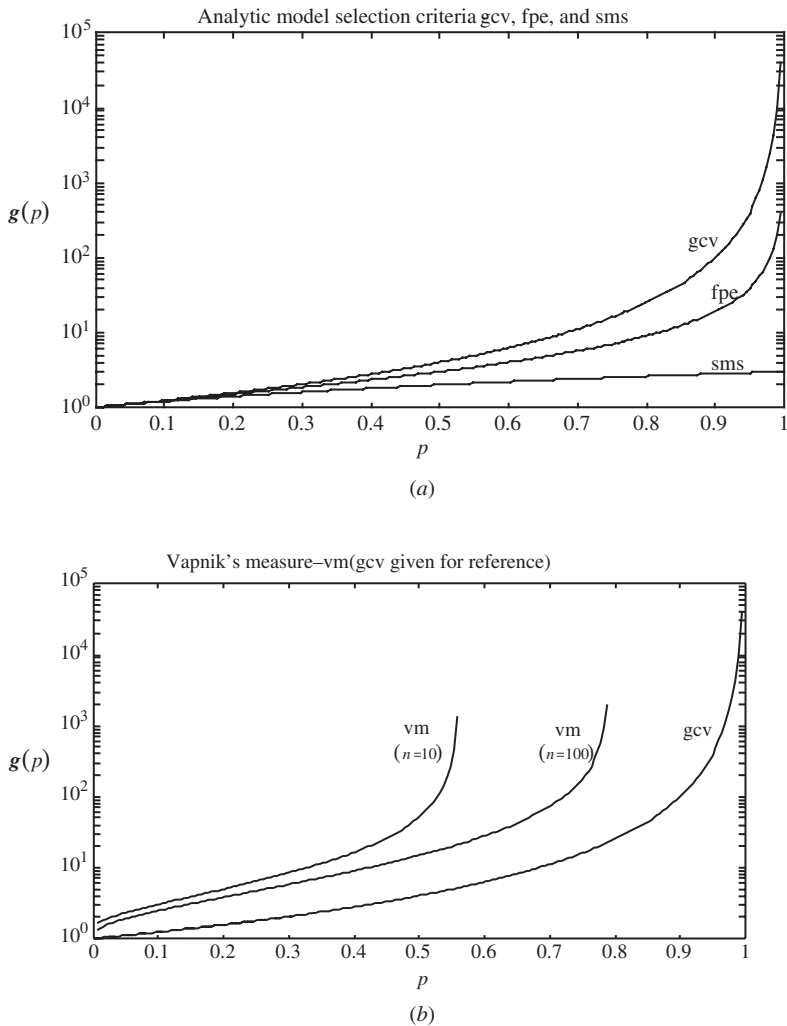 Analytic model selection criteria gcv, fpe, and sms
10^5
10^4
10^3
g(p)
10^2
10^1
10^0
gcv
fpe
sms
0 0.1 0.2 0.3 0.4 0.5 0.6 0.7 0.8 0.9 1
p
(a)
Vapnik's measure–vm(gcv given for reference)
10^5
10^4
10^3
g(p)
10^2
10^1
10^0
vm
(n=10)
vm
(n=100)
gcv
0 0.1 0.2 0.3 0.4 0.5 0.6 0.7 0.8 0.9 1
p
(b)